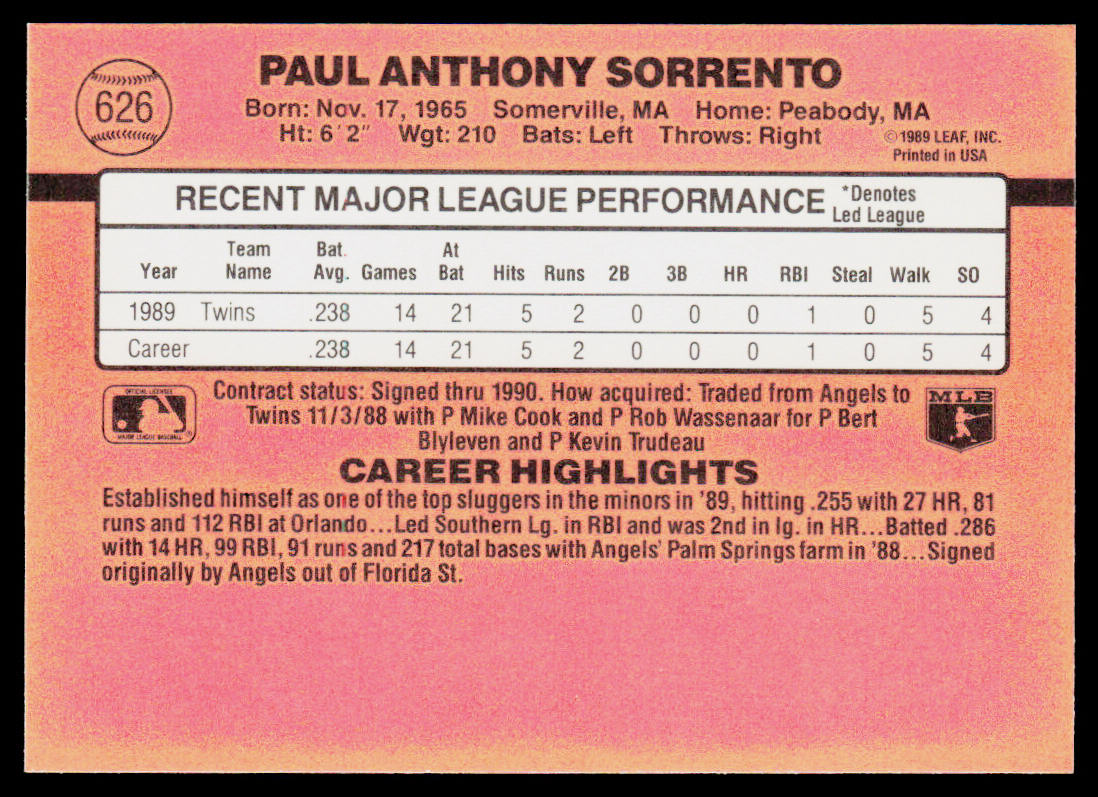 626
PAUL ANTHONY SORRENTO
Born: Nov. 17, 1965 Somerville, MA Home: Peabody, MA
Ht: 6'2" Wgt: 210 Bats: Left Throws: Right
©1989 LEAF, INC.
Printed in USA
RECENT MAJOR LEAGUE PERFORMANCE *Denotes
Led League
Year Team Name Bat. Avg. Games At Bat Hits Runs 2B 3B HR RBI Steal Walk SO
1989 Twins .238 14 21 5 2 0 0 0 1 0 5 4
Career .238 14 21 5 2 0 0 0 1 0 5 4
OFFICIAL LICENSEE
MAJOR LEAGUE BASEBALL
MLB
Contract status: Signed thru 1990. How acquired: Traded from Angels to
Twins 11/3/88 with P Mike Cook and P Rob Wassenaar for P Bert
Blyleven and P Kevin Trudeau
CAREER HIGHLIGHTS
Established himself as one of the top sluggers in the minors in '89, hitting .255 with 27 HR, 81
runs and 112 RBI at Orlando...Led Southern Lg. in RBI and was 2nd in lg. in HR...Batted .286
with 14 HR, 99 RBI, 91 runs and 217 total bases with Angels' Palm Springs farm in '88...Signed
originally by Angels out of Florida St.